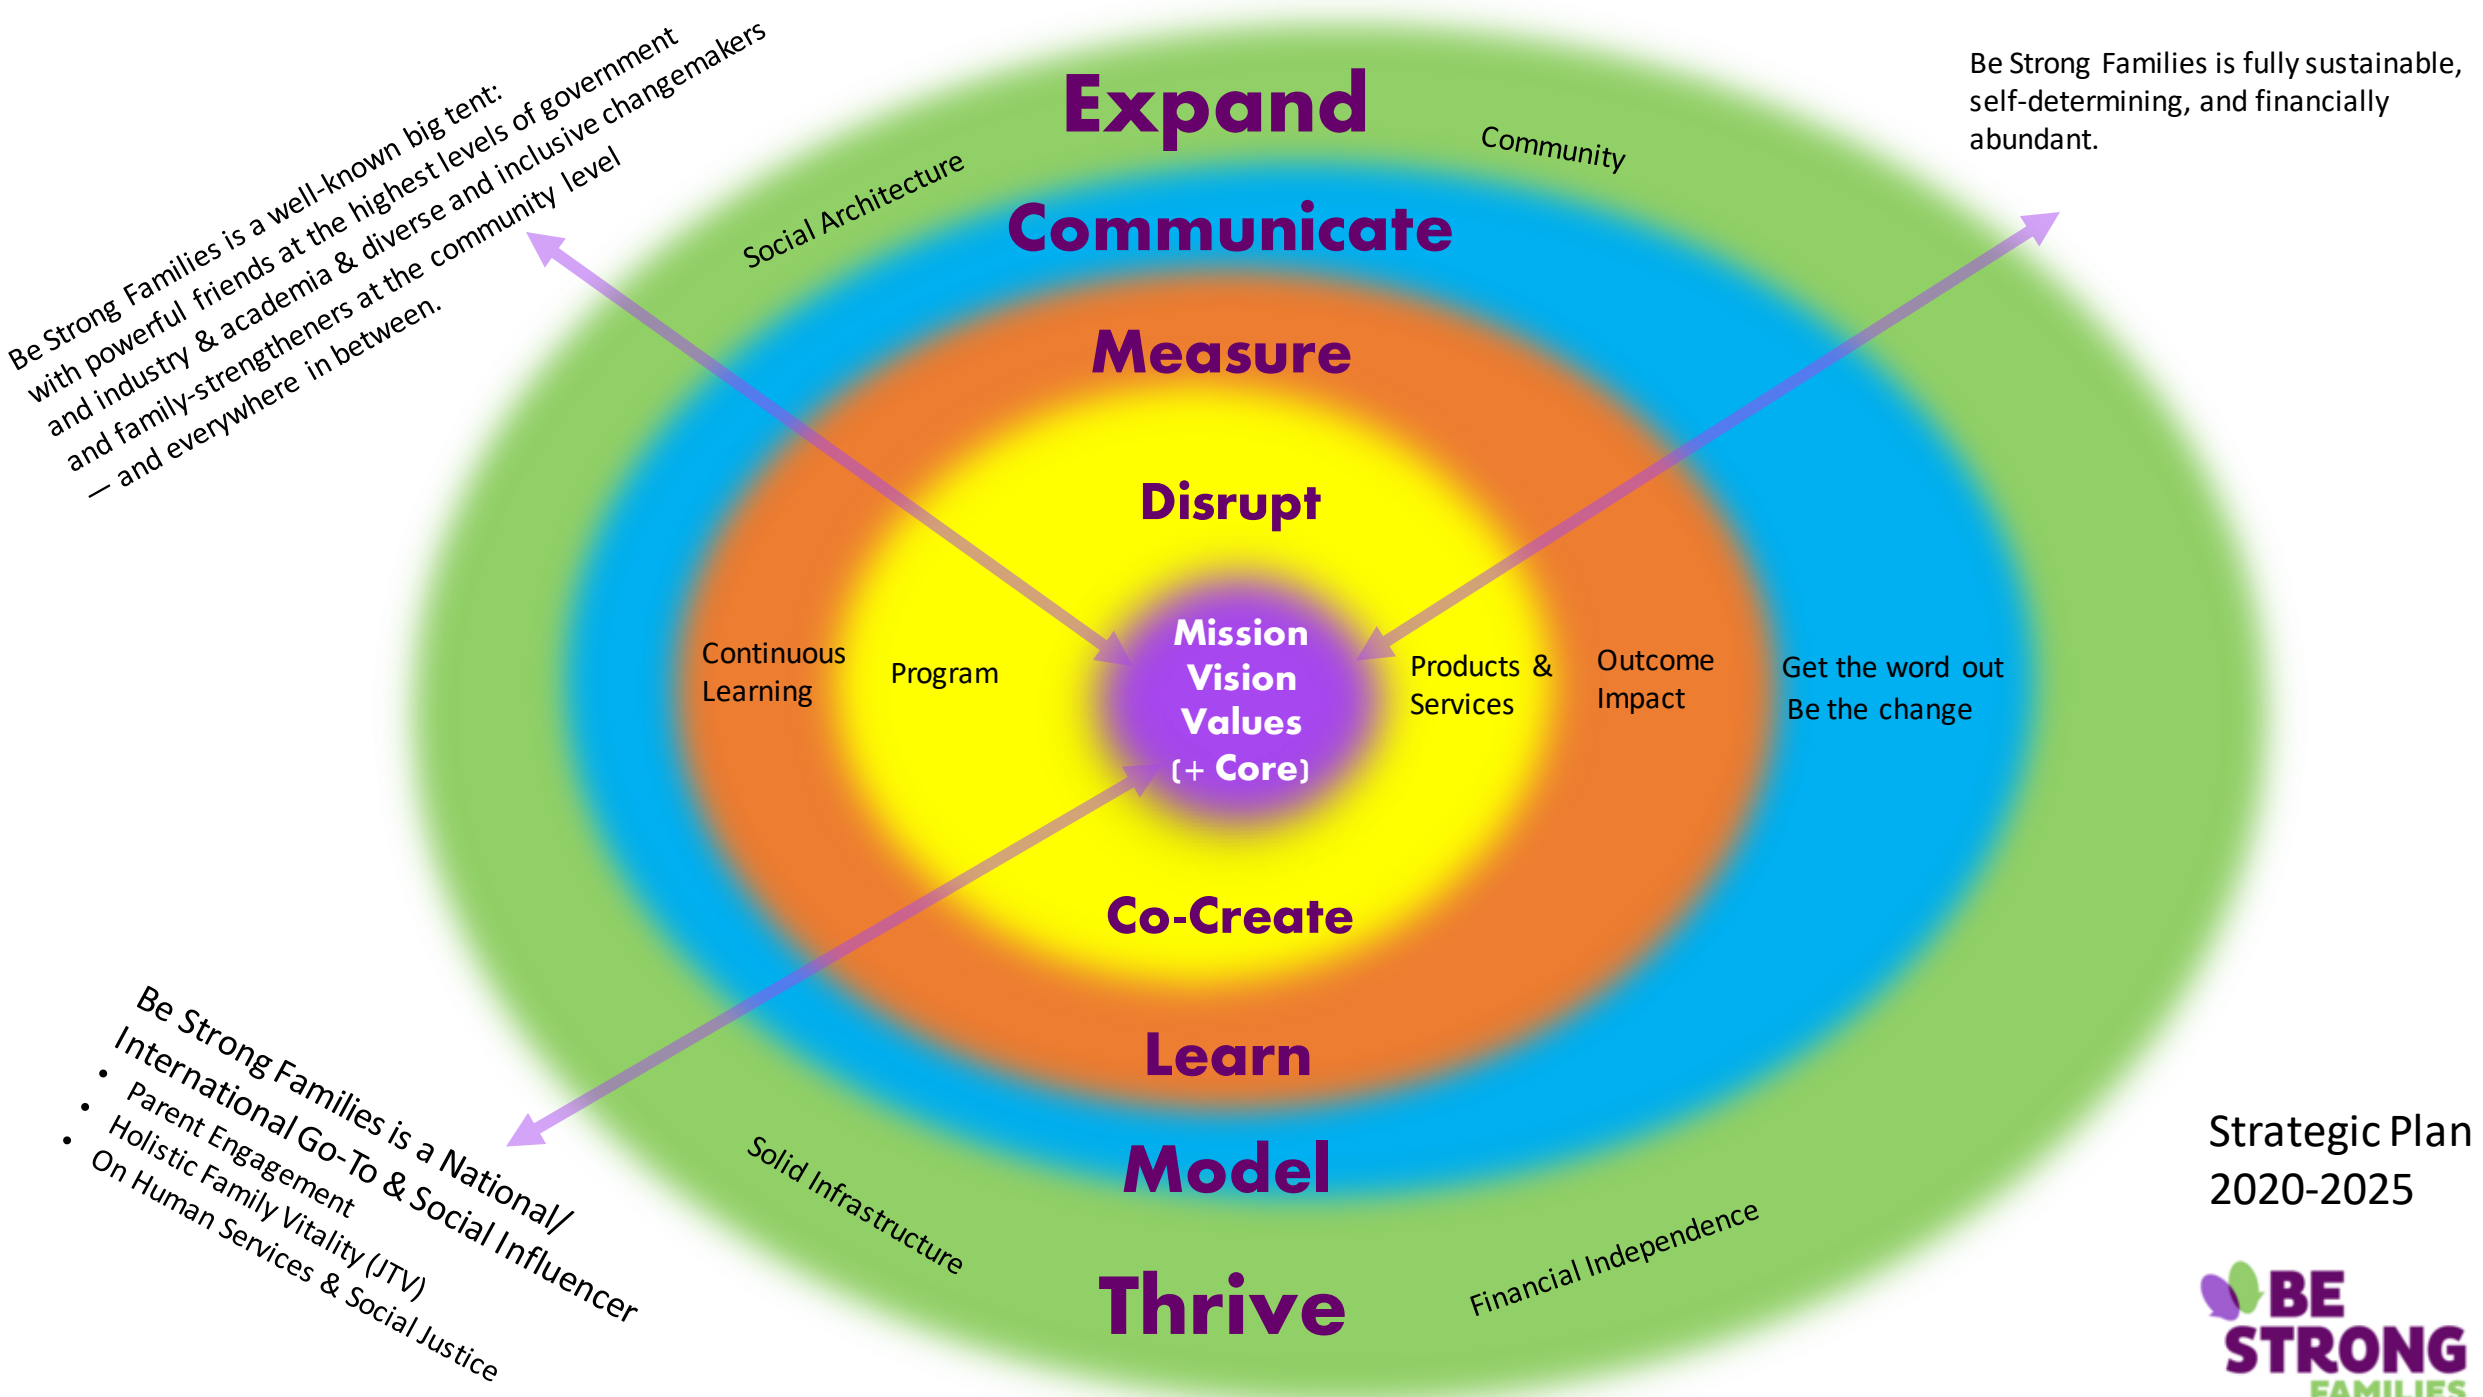 Be Strong Families is a well-known big tent:
with powerful friends at the highest levels of government
and industry & academia & diverse and inclusive changemakers
and family-strengtheners at the community level
— and everywhere in between.
Be Strong Families is fully sustainable,
self-determining, and financially
abundant.
Expand
Social Architecture
Community
Communicate
Measure
Disrupt
Continuous
Learning
Program
Mission
Vision
Values
(+ Core)
Products &
Services
Outcome
Impact
Get the word out
Be the change
Co-Create
Learn
Model
Solid Infrastructure
Financial Independence
Thrive
Be Strong Families is a National/
International Go-To & Social Influencer
• Parent Engagement
• Holistic Family Vitality (JTV)
• On Human Services & Social Justice
Strategic Plan
2020-2025
BE
STRONG
FAMILIES